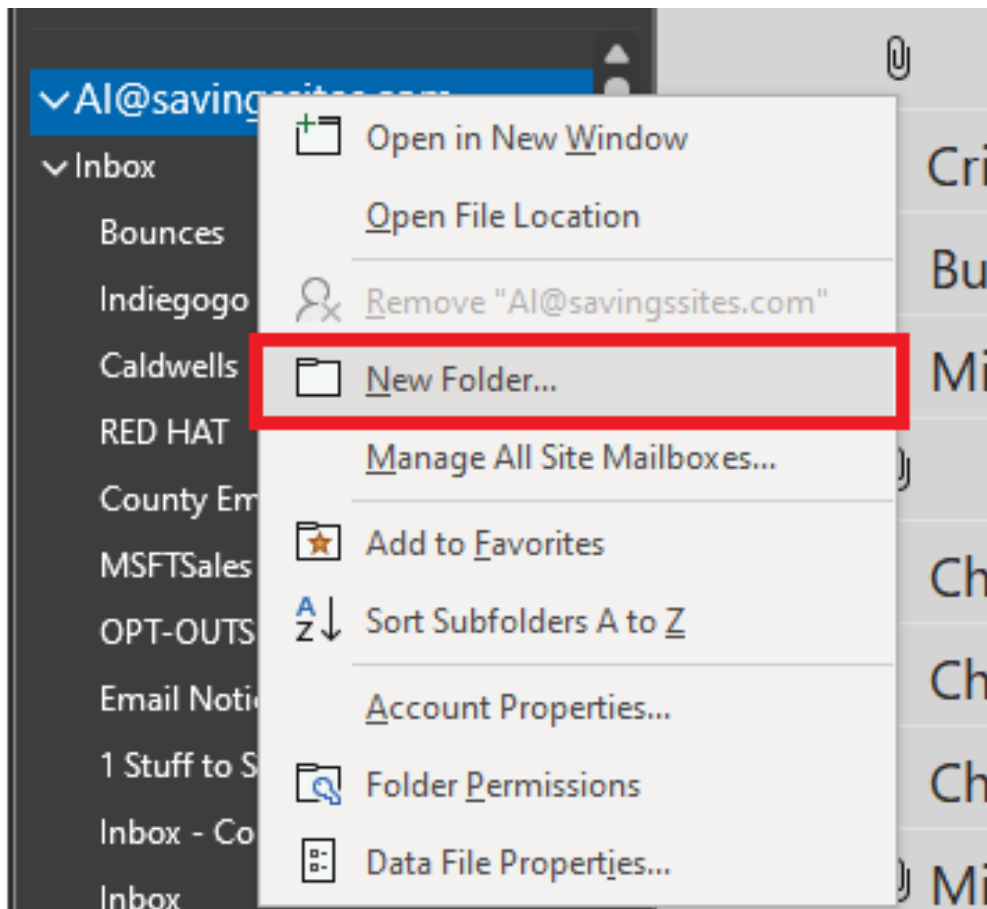 AI@savingssites.com
Inbox
Bounces
Indiegogo
Caldwells
RED HAT
County Em
MSFTSales
OPT-OUTS
Email Noti
1 Stuff to S
Inbox - Co
Inbox
Open in New Window
Open File Location
Remove "AI@savingssites.com"
New Folder...
Manage All Site Mailboxes...
Add to Favorites
Sort Subfolders A to Z
Account Properties...
Folder Permissions
Data File Properties...
Cri
Bu
Mi
Ch
Ch
Ch
Mi